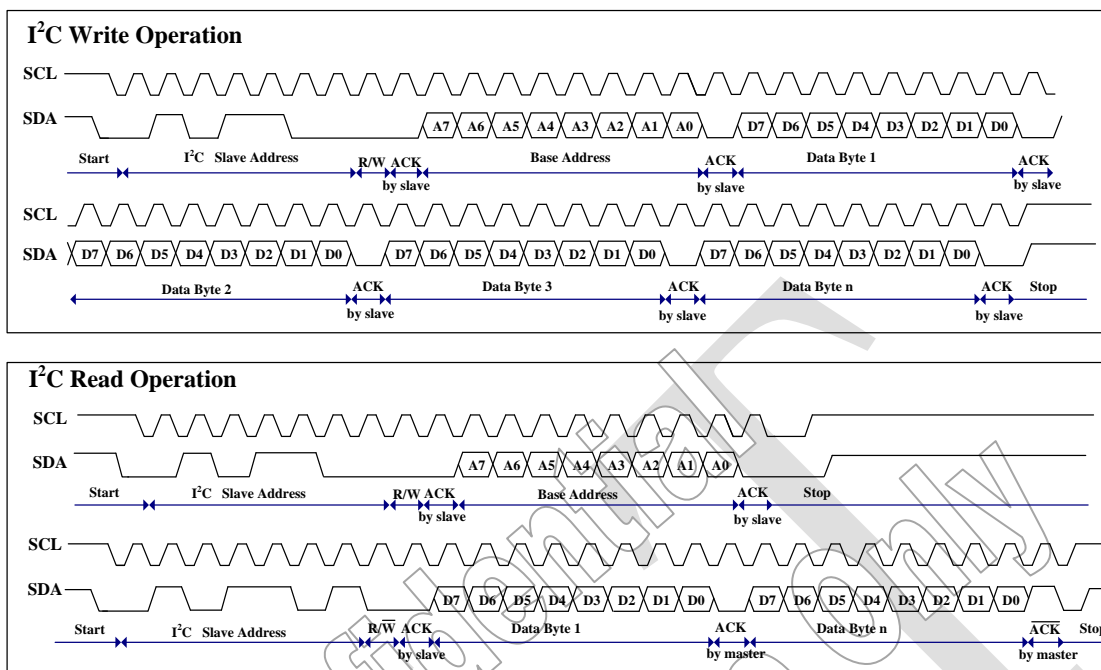 I²C Write Operation
SCL
SDA A7 A6 A5 A4 A3 A2 A1 A0 D7 D6 D5 D4 D3 D2 D1 D0
Start I²C Slave Address R/W ACK by slave Base Address ACK by slave Data Byte 1 ACK by slave
SCL
SDA D7 D6 D5 D4 D3 D2 D1 D0 D7 D6 D5 D4 D3 D2 D1 D0 D7 D6 D5 D4 D3 D2 D1 D0
Data Byte 2 ACK by slave Data Byte 3 ACK by slave Data Byte n ACK by slave Stop
I²C Read Operation
SCL
SDA A7 A6 A5 A4 A3 A2 A1 A0
Start I²C Slave Address R/W ACK by slave Base Address ACK by slave Stop
SCL
SDA D7 D6 D5 D4 D3 D2 D1 D0 D7 D6 D5 D4 D3 D2 D1 D0
Start I²C Slave Address R/W̅ ACK by slave Data Byte 1 ACK by master Data Byte n A̅C̅K̅ by master Stop
fidential
Only